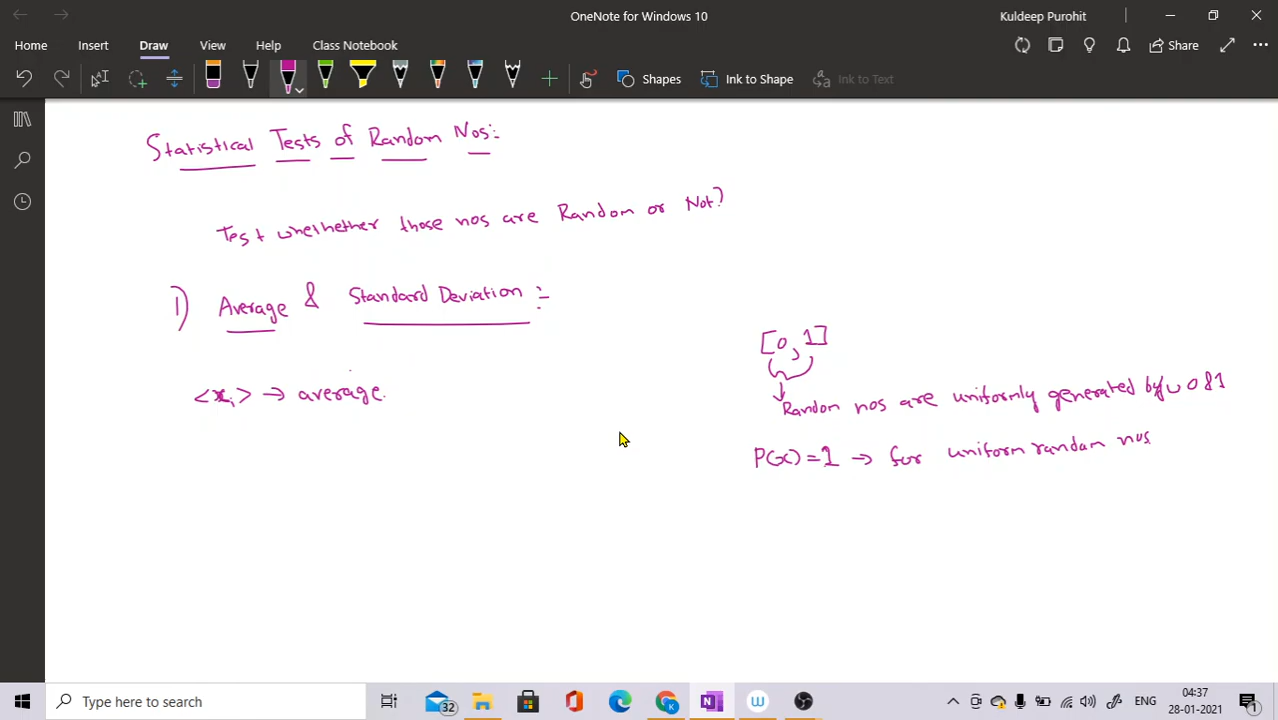 OneNote for Windows 10
Kuldeep Purohit
Home Insert Draw View Help Class Notebook
Share
Shapes Ink to Shape Ink to Text
Statistical Tests of Random Nos:-
Test whelhether those nos are Random or Not?
1) Average & Standard Deviation :-
[0, 1]
<xi> → average.
Random nos are uniformly generated by/w 0 & 1
P(x) = 1 → for uniform random nos.
Type here to search
32
W
ENG
04:37
28-01-2021
1